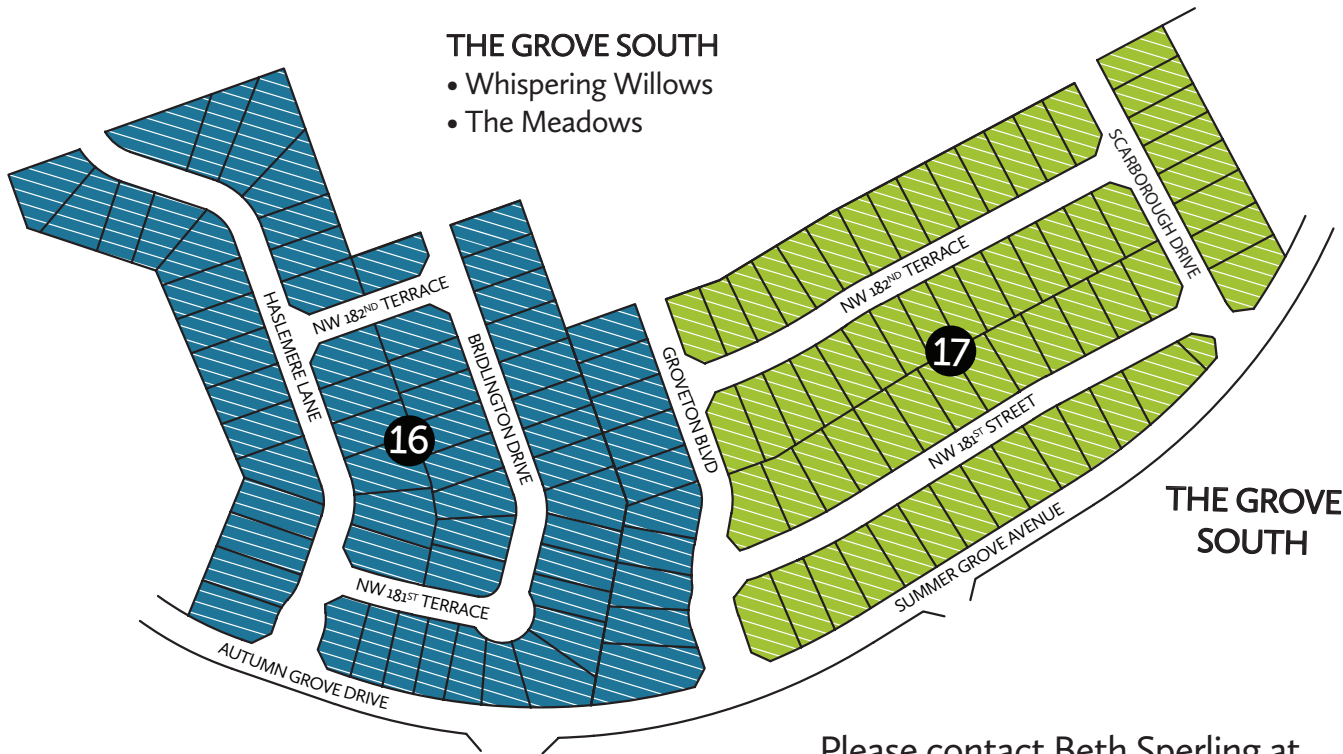 THE GROVE SOUTH
• Whispering Willows
• The Meadows
SCARBOROUGH DRIVE
NW 182ND TERRACE
NW 182ND TERRACE
HASLEMERE LANE
BRIDLINGTON DRIVE
GROVETON BLVD
17
16
NW 181ST STREET
THE GROVE
SOUTH
SUMMER GROVE AVENUE
NW 181ST TERRACE
AUTUMN GROVE DRIVE
Please contact Beth Sperling at